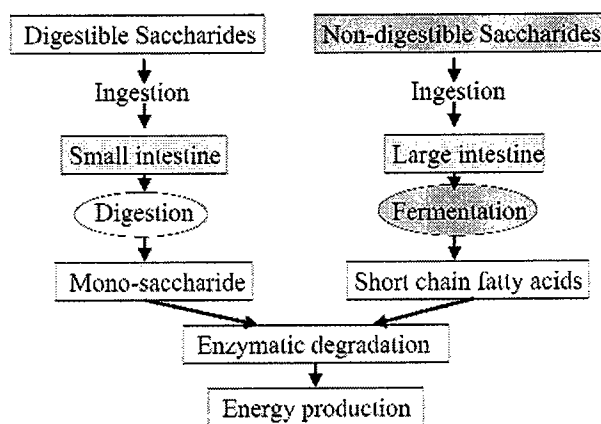 Digestible Saccharides
Non-digestible Saccharides
Ingestion
Ingestion
Small intestine
Large intestine
Digestion
Fermentation
Mono-saccharide
Short chain fatty acids
Enzymatic degradation
Energy production